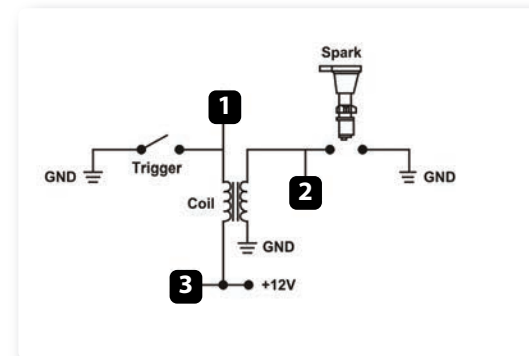 Spark
1
GND
Trigger
GND
2
Coil
GND
3
+12V